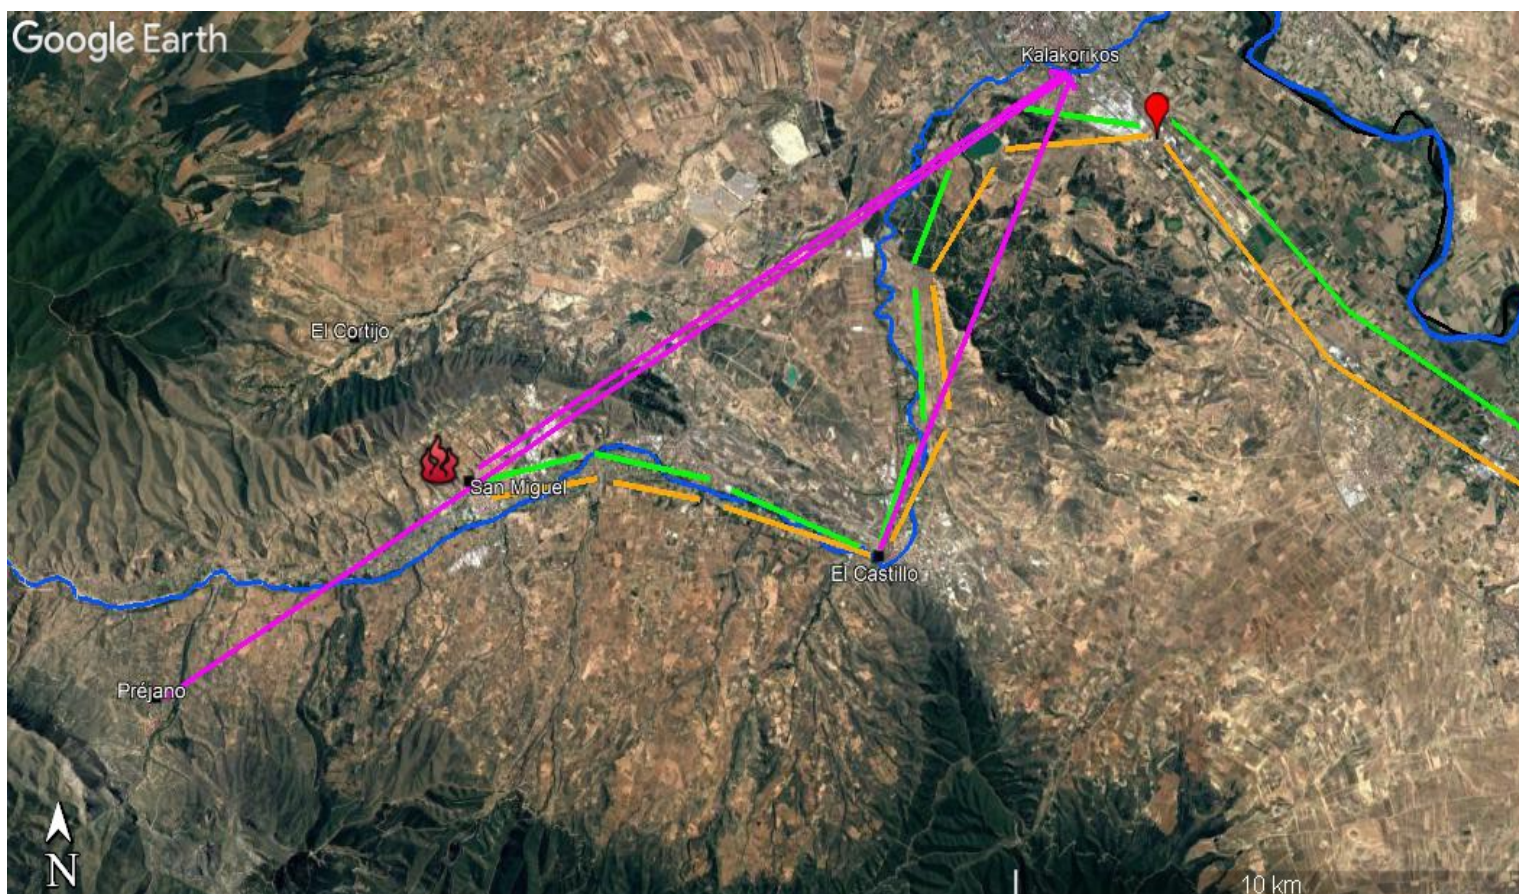 Google Earth
Kalakorikos
El Cortijo
San Miguel
El Castillo
Préjano
N
10 km